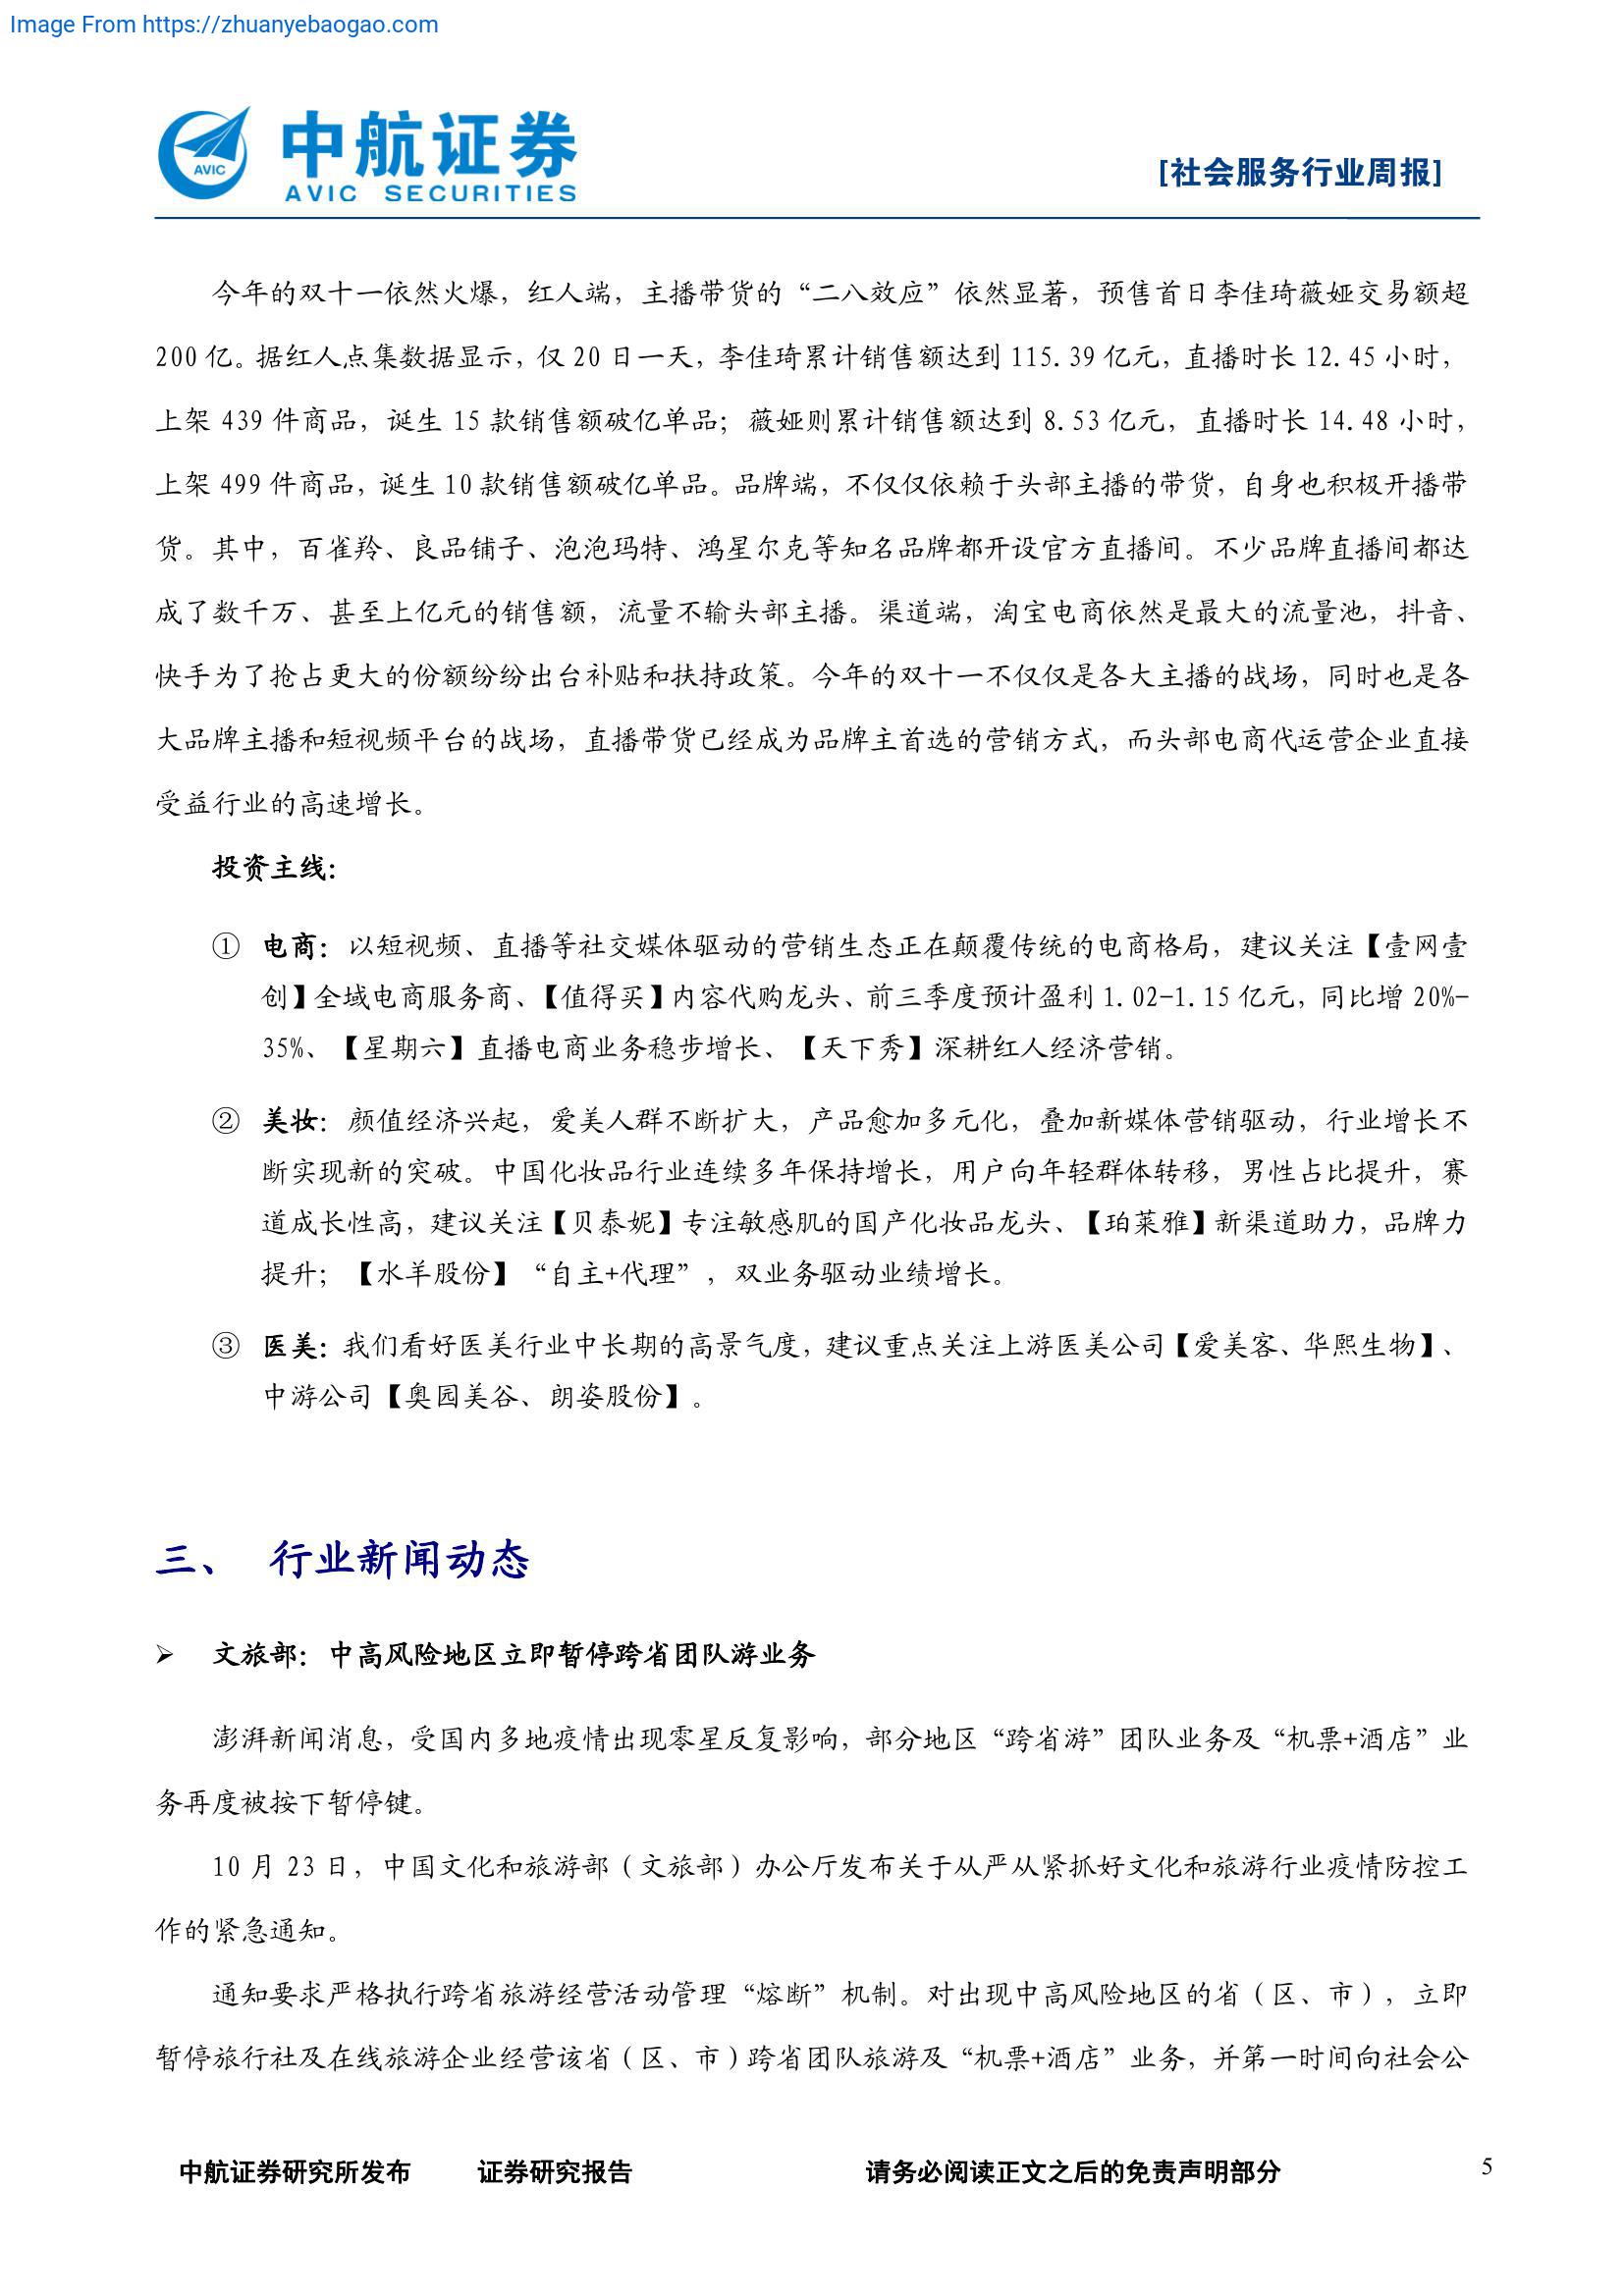 Image From https://zhuanyebaogao.com
AVIC
中航证券
AVIC SECURITIES
[社会服务行业周报]
今年的双十一依然火爆，红人端，主播带货的“二八效应”依然显著，预售首日李佳琦薇娅交易额超
200 亿。据红人点集数据显示，仅 20 日一天，李佳琦累计销售额达到 115.39 亿元，直播时长 12.45 小时，
上架 439 件商品，诞生 15 款销售额破亿单品；薇娅则累计销售额达到 8.53 亿元，直播时长 14.48 小时，
上架 499 件商品，诞生 10 款销售额破亿单品。品牌端，不仅仅依赖于头部主播的带货，自身也积极开播带
货。其中，百雀羚、良品铺子、泡泡玛特、鸿星尔克等知名品牌都开设官方直播间。不少品牌直播间都达
成了数千万、甚至上亿元的销售额，流量不输头部主播。渠道端，淘宝电商依然是最大的流量池，抖音、
快手为了抢占更大的份额纷纷出台补贴和扶持政策。今年的双十一不仅仅是各大主播的战场，同时也是各
大品牌主播和短视频平台的战场，直播带货已经成为品牌主首选的营销方式，而头部电商代运营企业直接
受益行业的高速增长。
投资主线：
① 电商：以短视频、直播等社交媒体驱动的营销生态正在颠覆传统的电商格局，建议关注【壹网壹
创】全域电商服务商、【值得买】内容代购龙头、前三季度预计盈利 1.02-1.15 亿元，同比增 20%-
35%、【星期六】直播电商业务稳步增长、【天下秀】深耕红人经济营销。
② 美妆：颜值经济兴起，爱美人群不断扩大，产品愈加多元化，叠加新媒体营销驱动，行业增长不
断实现新的突破。中国化妆品行业连续多年保持增长，用户向年轻群体转移，男性占比提升，赛
道成长性高，建议关注【贝泰妮】专注敏感肌的国产化妆品龙头、【珀莱雅】新渠道助力，品牌力
提升；【水羊股份】“自主+代理”，双业务驱动业绩增长。
③ 医美：我们看好医美行业中长期的高景气度，建议重点关注上游医美公司【爱美客、华熙生物】、
中游公司【奥园美谷、朗姿股份】。
三、 行业新闻动态
➢ 文旅部：中高风险地区立即暂停跨省团队游业务
澎湃新闻消息，受国内多地疫情出现零星反复影响，部分地区“跨省游”团队业务及“机票+酒店”业
务再度被按下暂停键。
10 月 23 日，中国文化和旅游部（文旅部）办公厅发布关于从严从紧抓好文化和旅游行业疫情防控工
作的紧急通知。
通知要求严格执行跨省旅游经营活动管理“熔断”机制。对出现中高风险地区的省（区、市），立即
暂停旅行社及在线旅游企业经营该省（区、市）跨省团队旅游及“机票+酒店”业务，并第一时间向社会公
中航证券研究所发布 证券研究报告 请务必阅读正文之后的免责声明部分 5